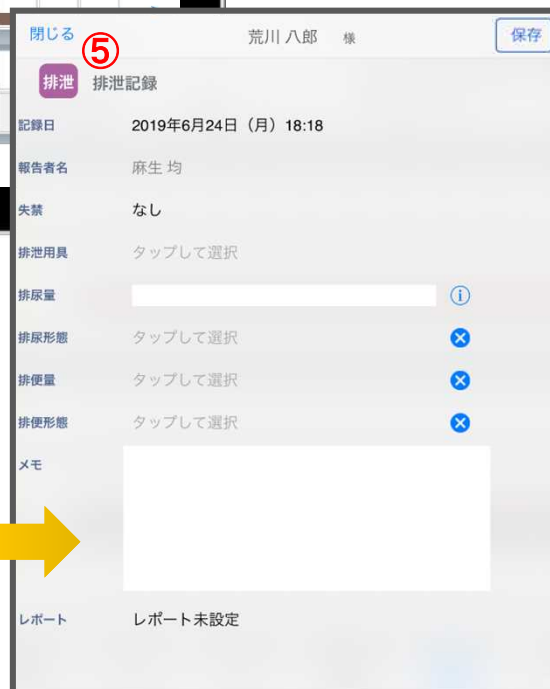 閉じる 荒川 八郎 様 保存
⑤
排泄 排泄記録
記録日 2019年6月24日（月）18:18
報告者名 麻生 均
失禁 なし
排泄用具 タップして選択
排尿量
排尿形態 タップして選択
排便量 タップして選択
排便形態 タップして選択
メモ
レポート レポート未設定